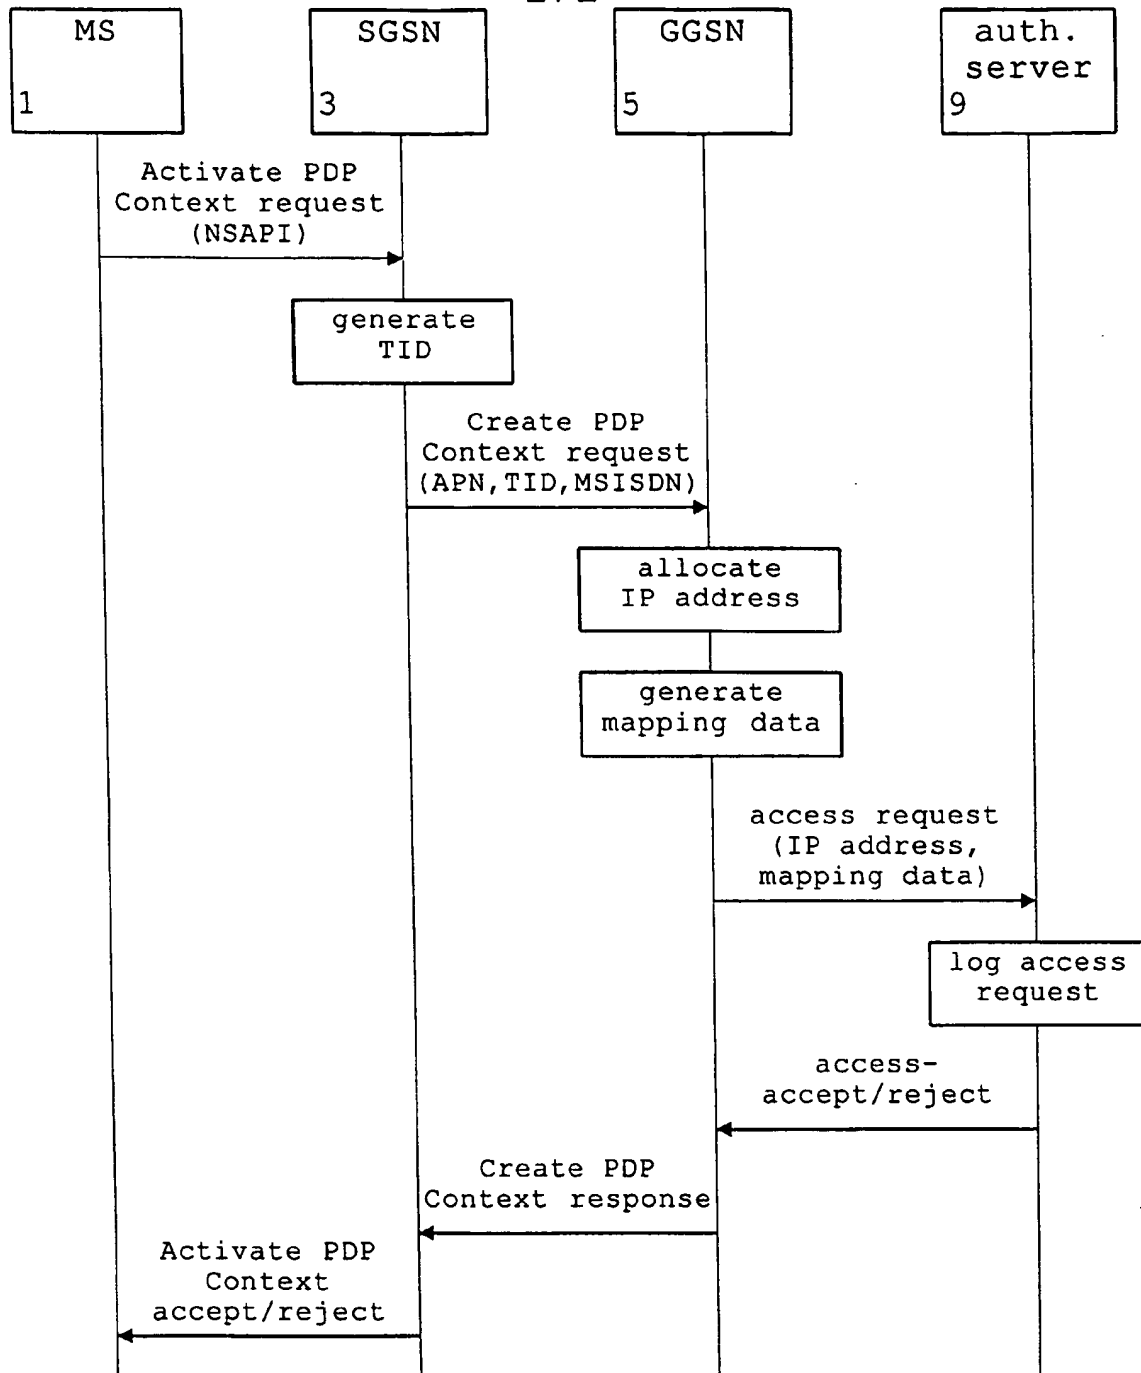 MS
1
SGSN
3
GGSN
5
auth.
server
9
Activate PDP
Context request
(NSAPI)
generate
TID
Create PDP
Context request
(APN,TID,MSISDN)
allocate
IP address
generate
mapping data
access request
(IP address,
mapping data)
log access
request
access-
accept/reject
Create PDP
Context response
Activate PDP
Context
accept/reject